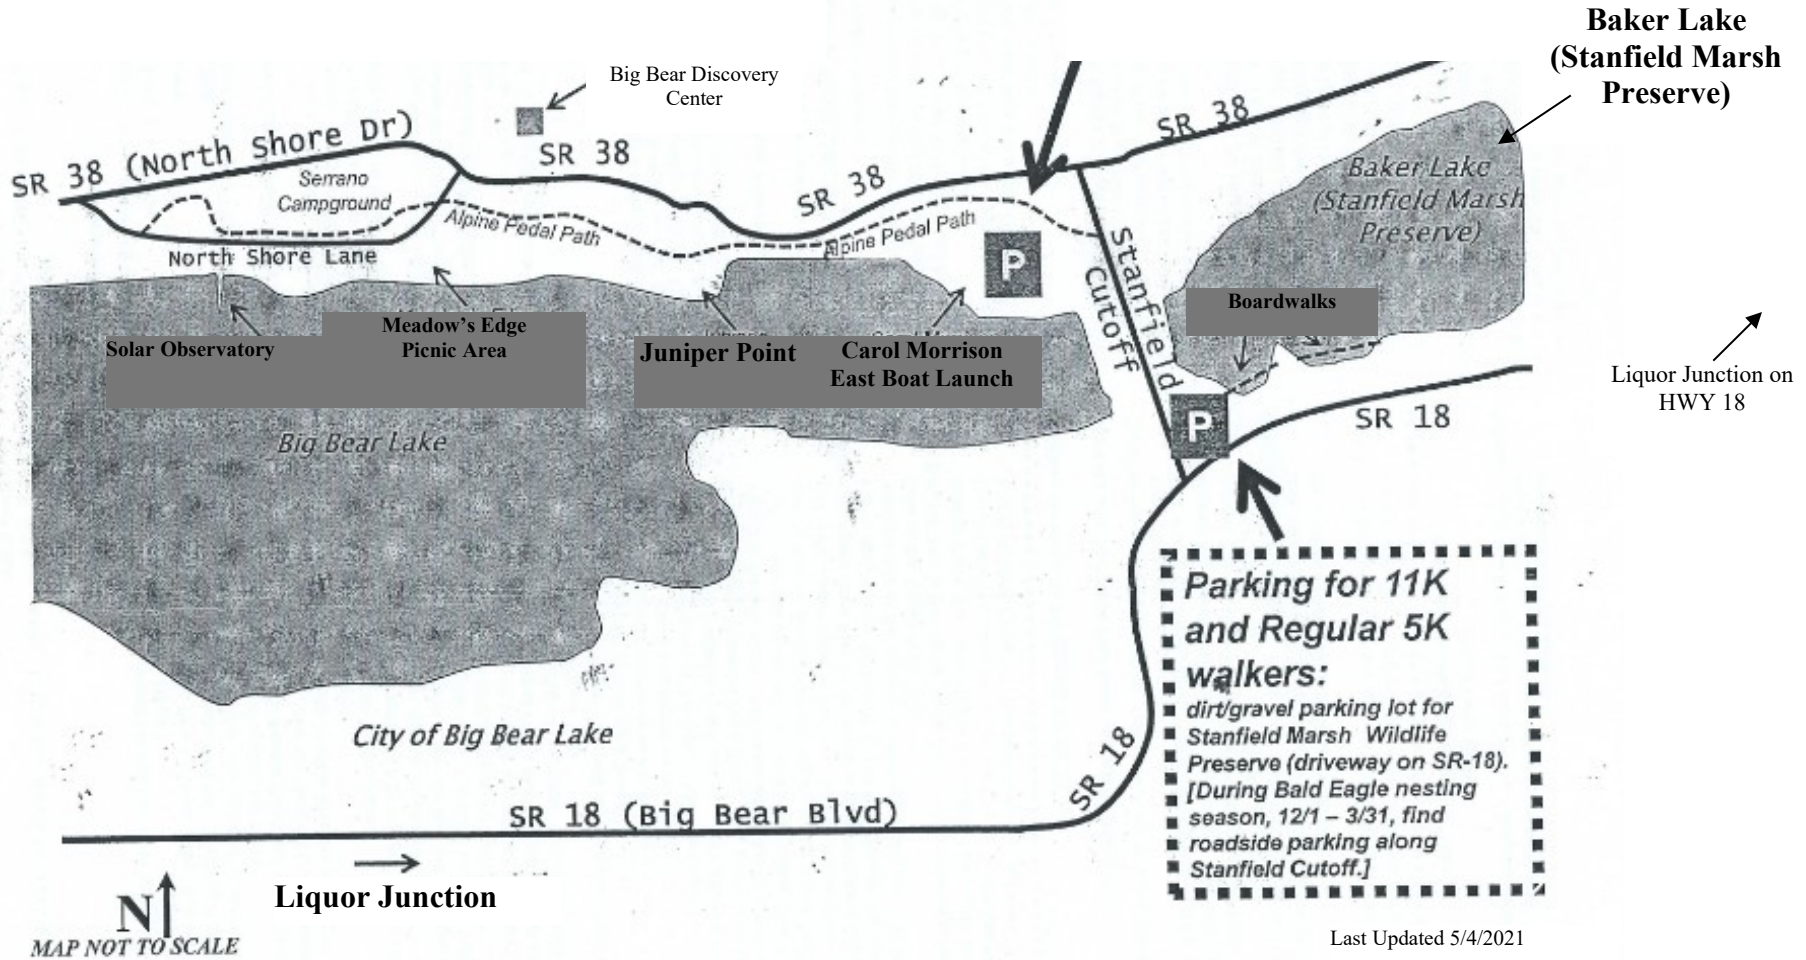 Baker Lake
(Stanfield Marsh
Preserve)
Big Bear Discovery
Center
SR 38 (North Shore Dr)
SR 38
SR 38
SR 38
Serrano
Campground
Alpine Pedal Path
Alpine Pedal Path
North Shore Lane
Baker Lake
(Stanfield Marsh
Preserve)
P
Stanfield
Cutoff
Boardwalks
Solar Observatory
Meadow's Edge
Picnic Area
Juniper Point
Carol Morrison
East Boat Launch
Liquor Junction on
HWY 18
P
SR 18
Big Bear Lake
Parking for 11K
and Regular 5K
walkers:
dirt/gravel parking lot for
Stanfield Marsh Wildlife
Preserve (driveway on SR-18).
[During Bald Eagle nesting
season, 12/1 – 3/31, find
roadside parking along
Stanfield Cutoff.]
City of Big Bear Lake
SR 18
SR 18 (Big Bear Blvd)
Liquor Junction
N
MAP NOT TO SCALE
Last Updated 5/4/2021